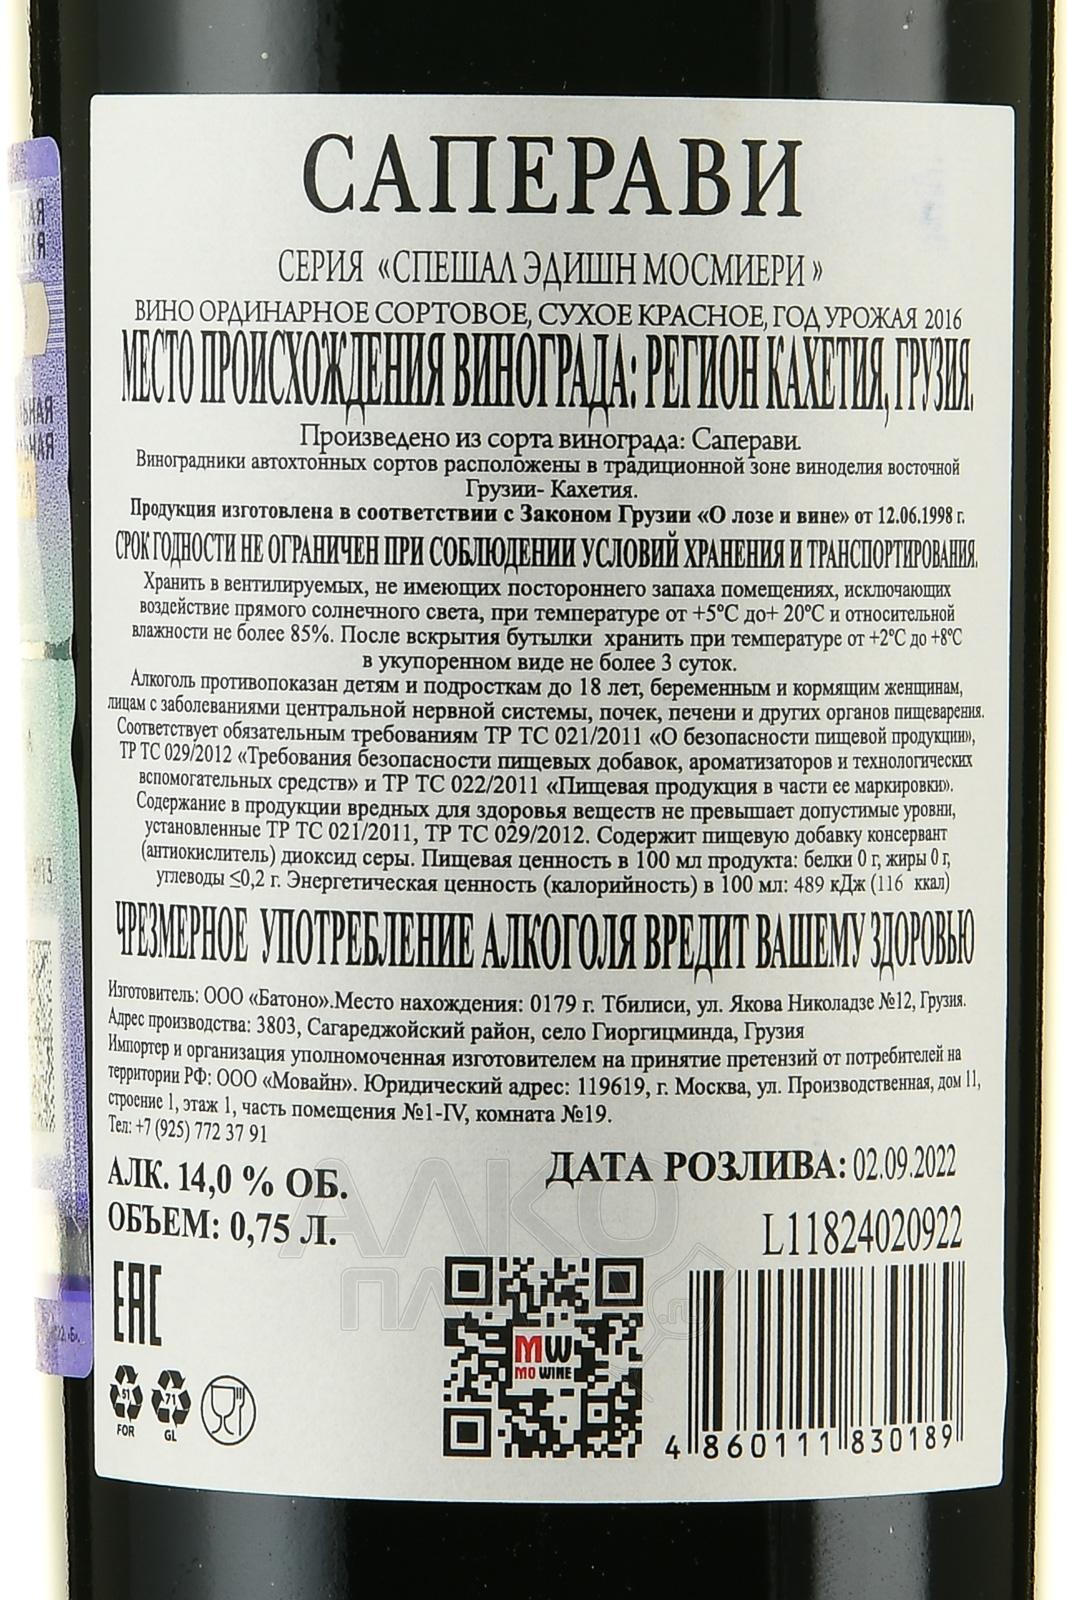 САПЕРАВИ
СЕРИЯ «СПЕШАЛ ЭДИШН МОСМИЕРИ »
ВИНО ОРДИНАРНОЕ СОРТОВОЕ, СУХОЕ КРАСНОЕ, ГОД УРОЖАЯ 2016
МЕСТО ПРОИСХОЖДЕНИЯ ВИНОГРАДА: РЕГИОН КАХЕТИЯ, ГРУЗИЯ.
Произведено из сорта винограда: Саперави.
Виноградники автохтонных сортов расположены в традиционной зоне виноделия восточной
Грузии- Кахетия.
Продукция изготовлена в соответствии с Законом Грузии «О лозе и вине» от 12.06.1998 г.
СРОК ГОДНОСТИ НЕ ОГРАНИЧЕН ПРИ СОБЛЮДЕНИИ УСЛОВИЙ ХРАНЕНИЯ И ТРАНСПОРТИРОВАНИЯ.
Хранить в вентилируемых, не имеющих постороннего запаха помещениях, исключающих
воздействие прямого солнечного света, при температуре от +5°С до+ 20°С и относительной
влажности не более 85%. После вскрытия бутылки хранить при температуре от +2°С до +8°С
в укупоренном виде не более 3 суток.
Алкоголь противопоказан детям и подросткам до 18 лет, беременным и кормящим женщинам,
лицам с заболеваниями центральной нервной системы, почек, печени и других органов пищеварения.
Соответствует обязательным требованиям ТР ТС 021/2011 «О безопасности пищевой продукции»,
ТР ТС 029/2012 «Требования безопасности пищевых добавок, ароматизаторов и технологических
вспомогательных средств» и ТР ТС 022/2011 «Пищевая продукция в части ее маркировки».
Содержание в продукции вредных для здоровья веществ не превышает допустимые уровни,
установленные ТР ТС 021/2011, ТР ТС 029/2012. Содержит пищевую добавку консервант
(антиокислитель) диоксид серы. Пищевая ценность в 100 мл продукта: белки 0 г, жиры 0 г,
углеводы ≤0,2 г. Энергетическая ценность (калорийность) в 100 мл: 489 кДж (116 ккал)
ЧРЕЗМЕРНОЕ УПОТРЕБЛЕНИЕ АЛКОГОЛЯ ВРЕДИТ ВАШЕМУ ЗДОРОВЬЮ
Изготовитель: ООО «Батоно».Место нахождения: 0179 г. Тбилиси, ул. Якова Николадзе №12, Грузия.
Адрес производства: 3803, Сагареджойский район, село Гиоргицминда, Грузия
Импортер и организация уполномоченная изготовителем на принятие претензий от потребителей на
территории РФ: ООО «Мовайн». Юридический адрес: 119619, г. Москва, ул. Производственная, дом 11,
строение 1, этаж 1, часть помещения №1-IV, комната №19.
Тел: +7 (925) 772 37 91
АЛК. 14,0 % ОБ.
ДАТА РОЗЛИВА: 02.09.2022
ОБЪЕМ: 0,75 Л.
L11824020922
EAC
MW
MO WINE
51
FOR
71
GL
4 860111 830189
АЛКО
ПЛАЗА.ru